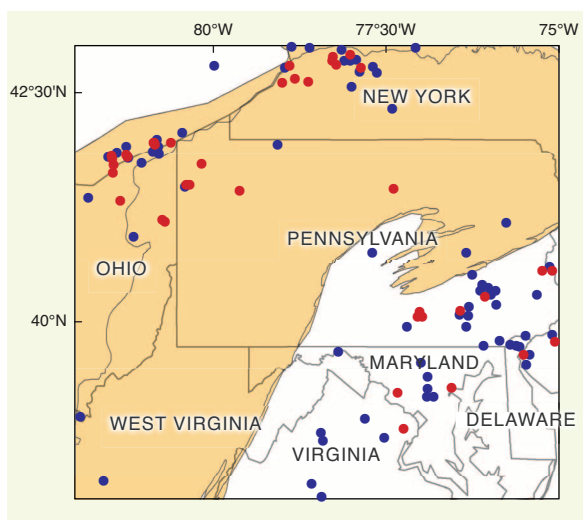 80°W
77°30'W
75°W
42°30'N
NEW YORK
PENNSYLVANIA
OHIO
40°N
MARYLAND
WEST VIRGINIA
DELAWARE
VIRGINIA